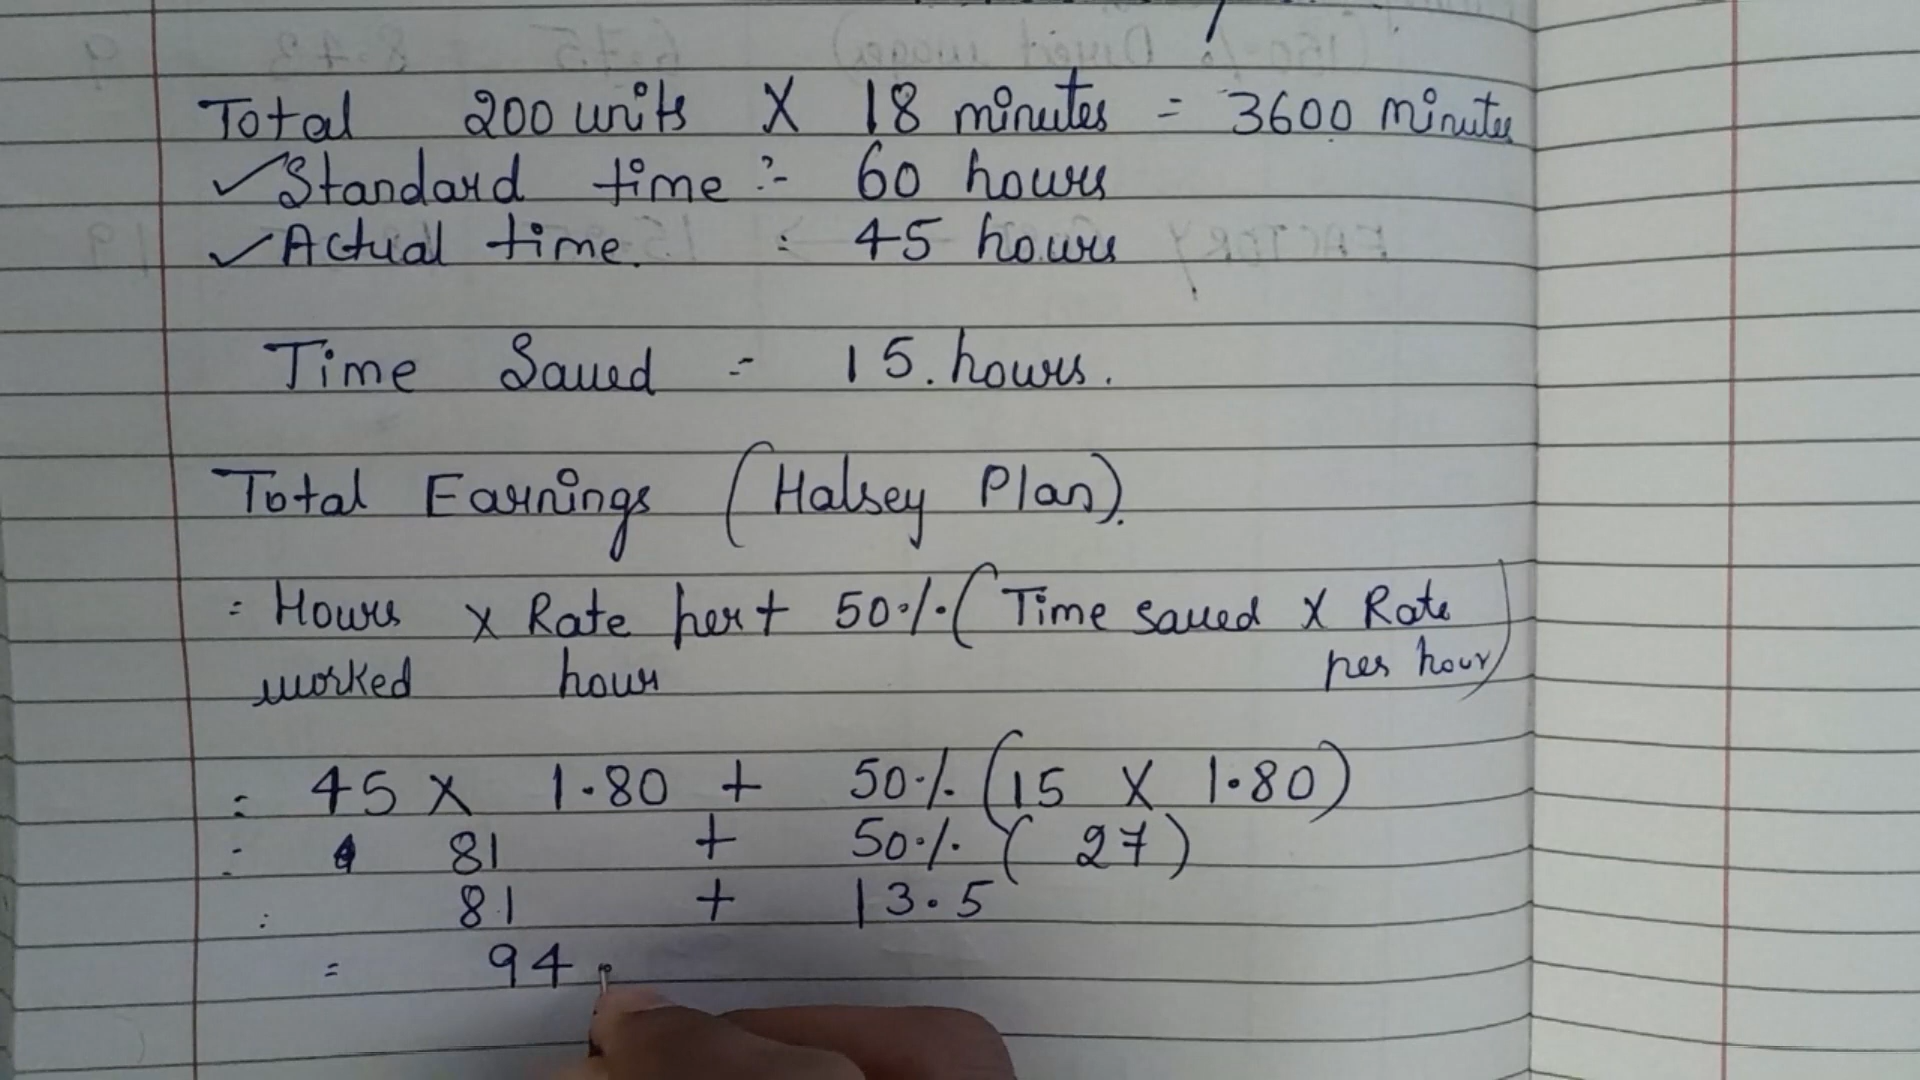 Total 200 units X 18 minutes = 3600 minutes
✓Standard time :- 60 hours
✓Actual time. : 45 hours
Time Saved = 15. hours.
Total Earnings (Halsey Plan).
= Hours x Rate per + 50% (Time saved X Rate
worked hour per hour)
= 45 x 1.80 + 50% (15 X 1.80)
= 81 + 50% (27)
: 81 + 13.5
= 94.